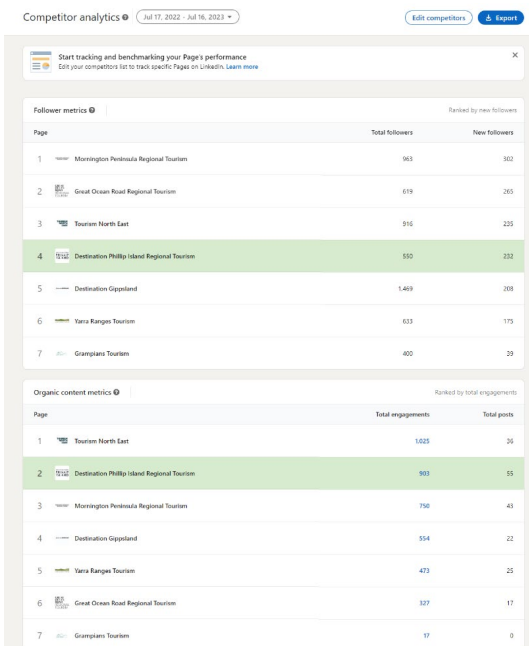 Competitor analytics
Jul 17, 2022 - Jul 16, 2023
Edit competitors
Export
Start tracking and benchmarking your Page's performance
Edit your competitors list to track specific Pages on LinkedIn. Learn more
Follower metrics
Ranked by new followers
Page Total followers New followers
1 Mornington Peninsula Regional Tourism 963 302
2 Great Ocean Road Regional Tourism 619 265
3 Tourism North East 916 235
4 Destination Phillip Island Regional Tourism 550 232
5 Destination Gippsland 1,469 208
6 Yarra Ranges Tourism 633 175
7 Grampians Tourism 400 39
Organic content metrics
Ranked by total engagements
Page Total engagements Total posts
1 Tourism North East 1,025 36
2 Destination Phillip Island Regional Tourism 903 55
3 Mornington Peninsula Regional Tourism 750 43
4 Destination Gippsland 554 22
5 Yarra Ranges Tourism 473 25
6 Great Ocean Road Regional Tourism 327 17
7 Grampians Tourism 17 0